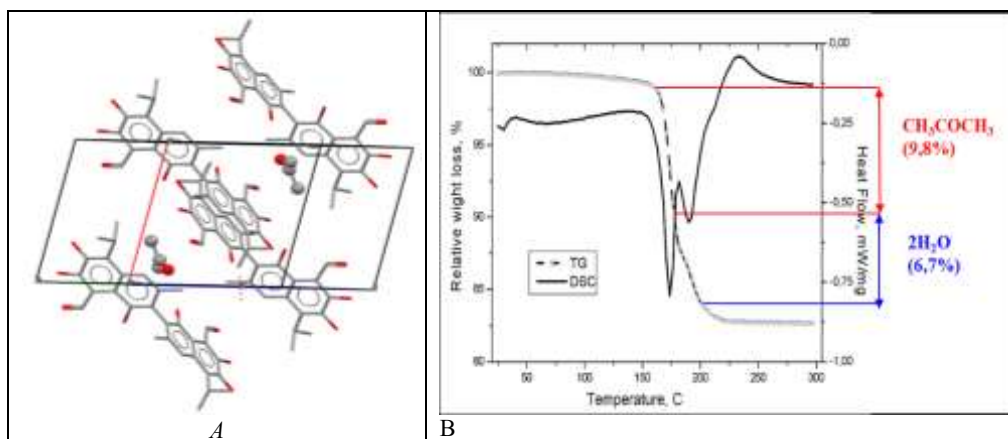 A
B
0,00
-0,25
-0,50
-0,75
-1,00
Heat Flow, mW/mg
100
95
90
85
80
Relative wight loss, %
TG
DSC
50
100
150
200
250
300
Temperature, C
CH₃COCH₃
(9,8%)
2H₂O
(6,7%)